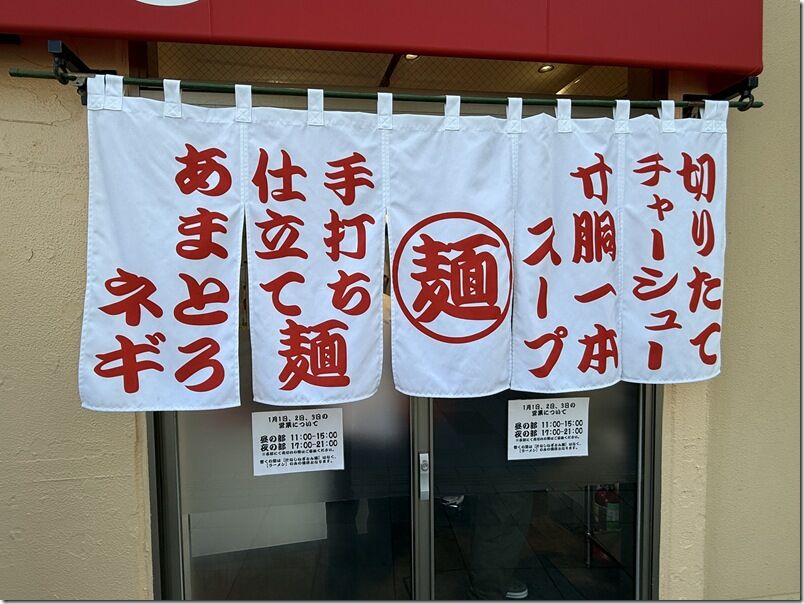 切りたて
チャーシュー
寸胴一本
スープ
麺
手打ち
仕立て麺
あまとろ
ネギ
1月1日、2日、3日の
営業について
昼の部 11:00-15:00
夜の部 17:00-21:00
1月1日、2日、3日の
営業について
昼の部 11:00-15:00
夜の部 17:00-21:00